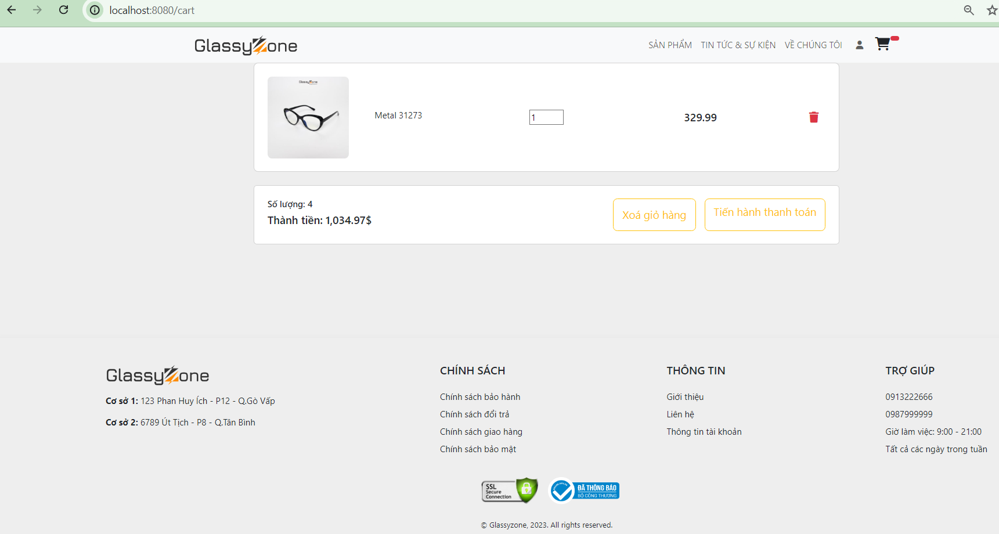 localhost:8080/cart
GlassyZone
SẢN PHẨM
TIN TỨC & SỰ KIỆN
VỀ CHÚNG TÔI
GlassyZone
Metal 31273
1
329.99
Số lượng: 4
Thành tiền: 1,034.97$
Xoá giỏ hàng
Tiến hành thanh toán
GlassyZone
Cơ sở 1: 123 Phan Huy Ích - P12 - Q.Gò Vấp
Cơ sở 2: 6789 Út Tịch - P8 - Q.Tân Bình
CHÍNH SÁCH
Chính sách bảo hành
Chính sách đổi trả
Chính sách giao hàng
Chính sách bảo mật
THÔNG TIN
Giới thiệu
Liên hệ
Thông tin tài khoản
TRỢ GIÚP
0913222666
0987999999
Giờ làm việc: 9:00 - 21:00
Tất cả các ngày trong tuần
SSL
Secure
Connection
ĐÃ THÔNG BÁO
BỘ CÔNG THƯƠNG
© Glassyzone, 2023. All rights reserved.